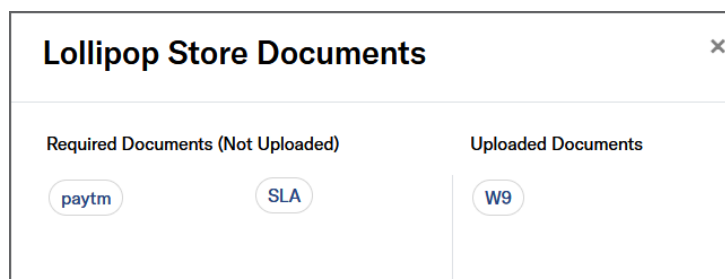 Lollipop Store Documents
×
Required Documents (Not Uploaded)
Uploaded Documents
paytm
SLA
W9